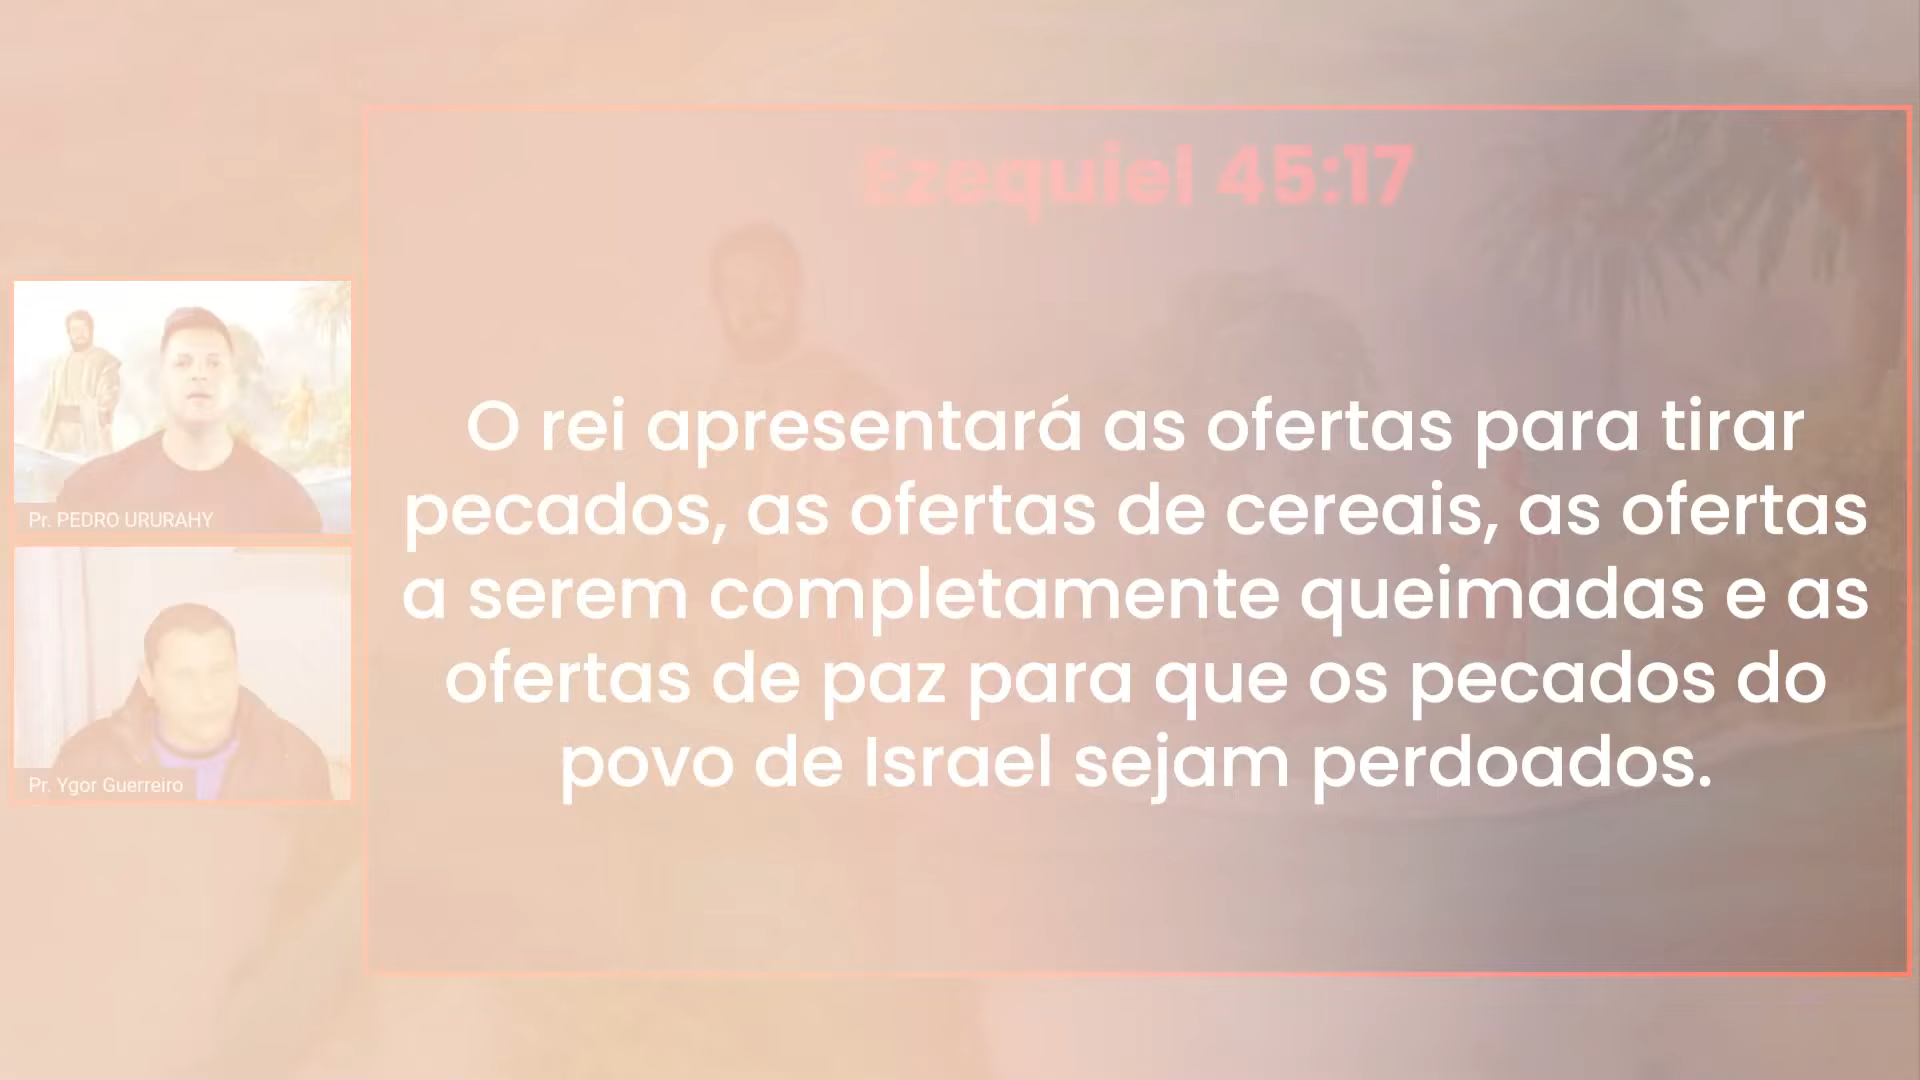 Ezequiel 45:17
O rei apresentará as ofertas para tirar
pecados, as ofertas de cereais, as ofertas
a serem completamente queimadas e as
ofertas de paz para que os pecados do
povo de Israel sejam perdoados.
Pr. PEDRO URURAHY
Pr. Ygor Guerreiro